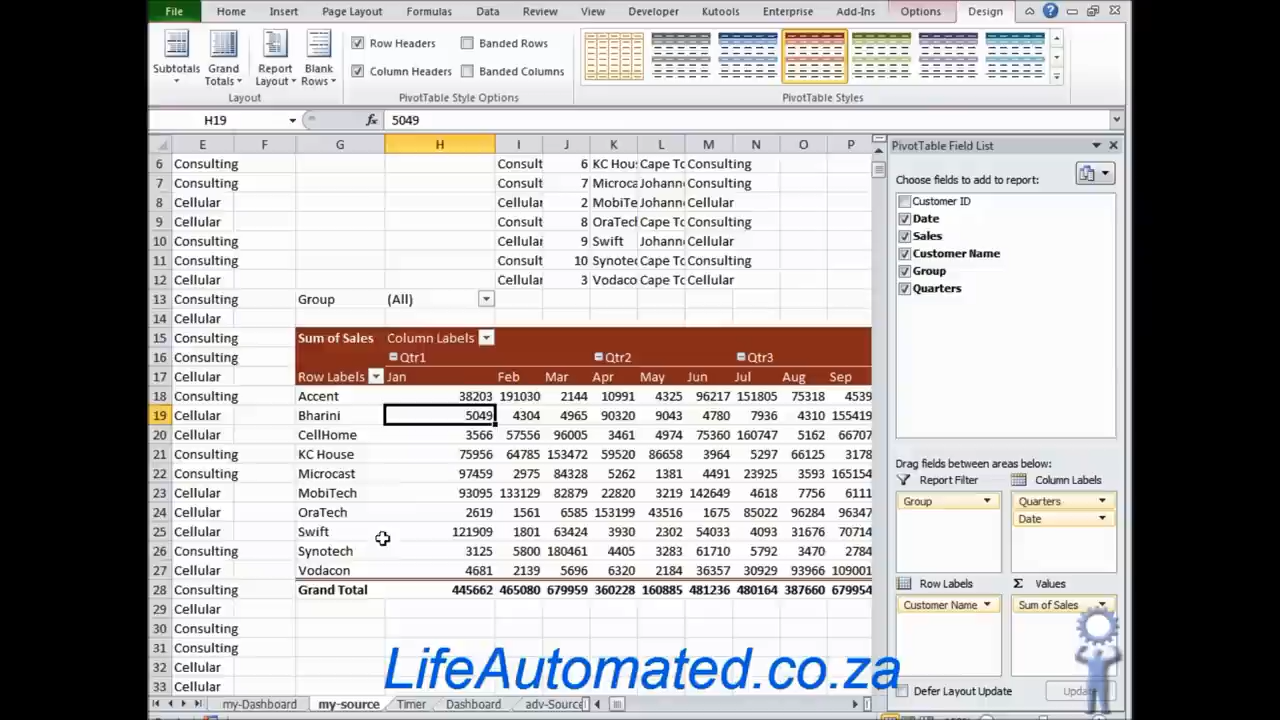 File Home Insert Page Layout Formulas Data Review View Developer Kutools Enterprise Add-Ins Options Design
Subtotals Grand Totals Report Layout Blank Rows
Layout
Row Headers Banded Rows
Column Headers Banded Columns
PivotTable Style Options
PivotTable Styles
H19 fx 5049
E F G H I J K L M N O P
6 Consulting Consult 6 KC Hou Cape To Consulting
7 Consulting Consult 7 Microca Johann Consulting
8 Cellular Cellular 2 MobiTe Johann Cellular
9 Cellular Consult 8 OraTech Cape To Consulting
10 Consulting Cellular 9 Swift Johann Cellular
11 Consulting Consult 10 Synotec Cape To Consulting
12 Cellular Cellular 3 Vodaco Cape To Cellular
13 Consulting Group (All)
14 Cellular
15 Consulting Sum of Sales Column Labels
16 Consulting Qtr1 Qtr2 Qtr3
17 Cellular Row Labels Jan Feb Mar Apr May Jun Jul Aug Sep
18 Consulting Accent 38203 191030 2144 10991 4325 96217 151805 75318 4539
19 Cellular Bharini 5049 4304 4965 90320 9043 4780 7936 4310 155419
20 Cellular CellHome 3566 57556 96005 3461 4974 75360 160747 5162 66707
21 Consulting KC House 75956 64785 153472 59520 86658 3964 5297 66125 3178
22 Consulting Microcast 97459 2975 84328 5262 1381 4491 23925 3593 165154
23 Cellular MobiTech 93095 133129 82879 22820 3219 142649 4618 7756 6111
24 Cellular OraTech 2619 1561 6585 153199 43516 1675 85022 96284 96347
25 Cellular Swift 121909 1801 63424 3930 2302 54033 4093 31676 70714
26 Consulting Synotech 3125 5800 180461 4405 3283 61710 5792 3470 2784
27 Cellular Vodacon 4681 2139 5696 6320 2184 36357 30929 93966 109001
28 Consulting Grand Total 445662 465080 679959 360228 160885 481236 480164 387660 679954
29 Cellular
30 Consulting
31 Consulting
32 Cellular
33 Cellular
PivotTable Field List
Choose fields to add to report:
Customer ID
Date
Sales
Customer Name
Group
Quarters
Drag fields between areas below:
Report Filter Column Labels
Group Quarters
Date
Row Labels Σ Values
Customer Name Sum of Sales
Defer Layout Update Update
LifeAutomated.co.za
my-Dashboard my-source Timer Dashboard adv-Source